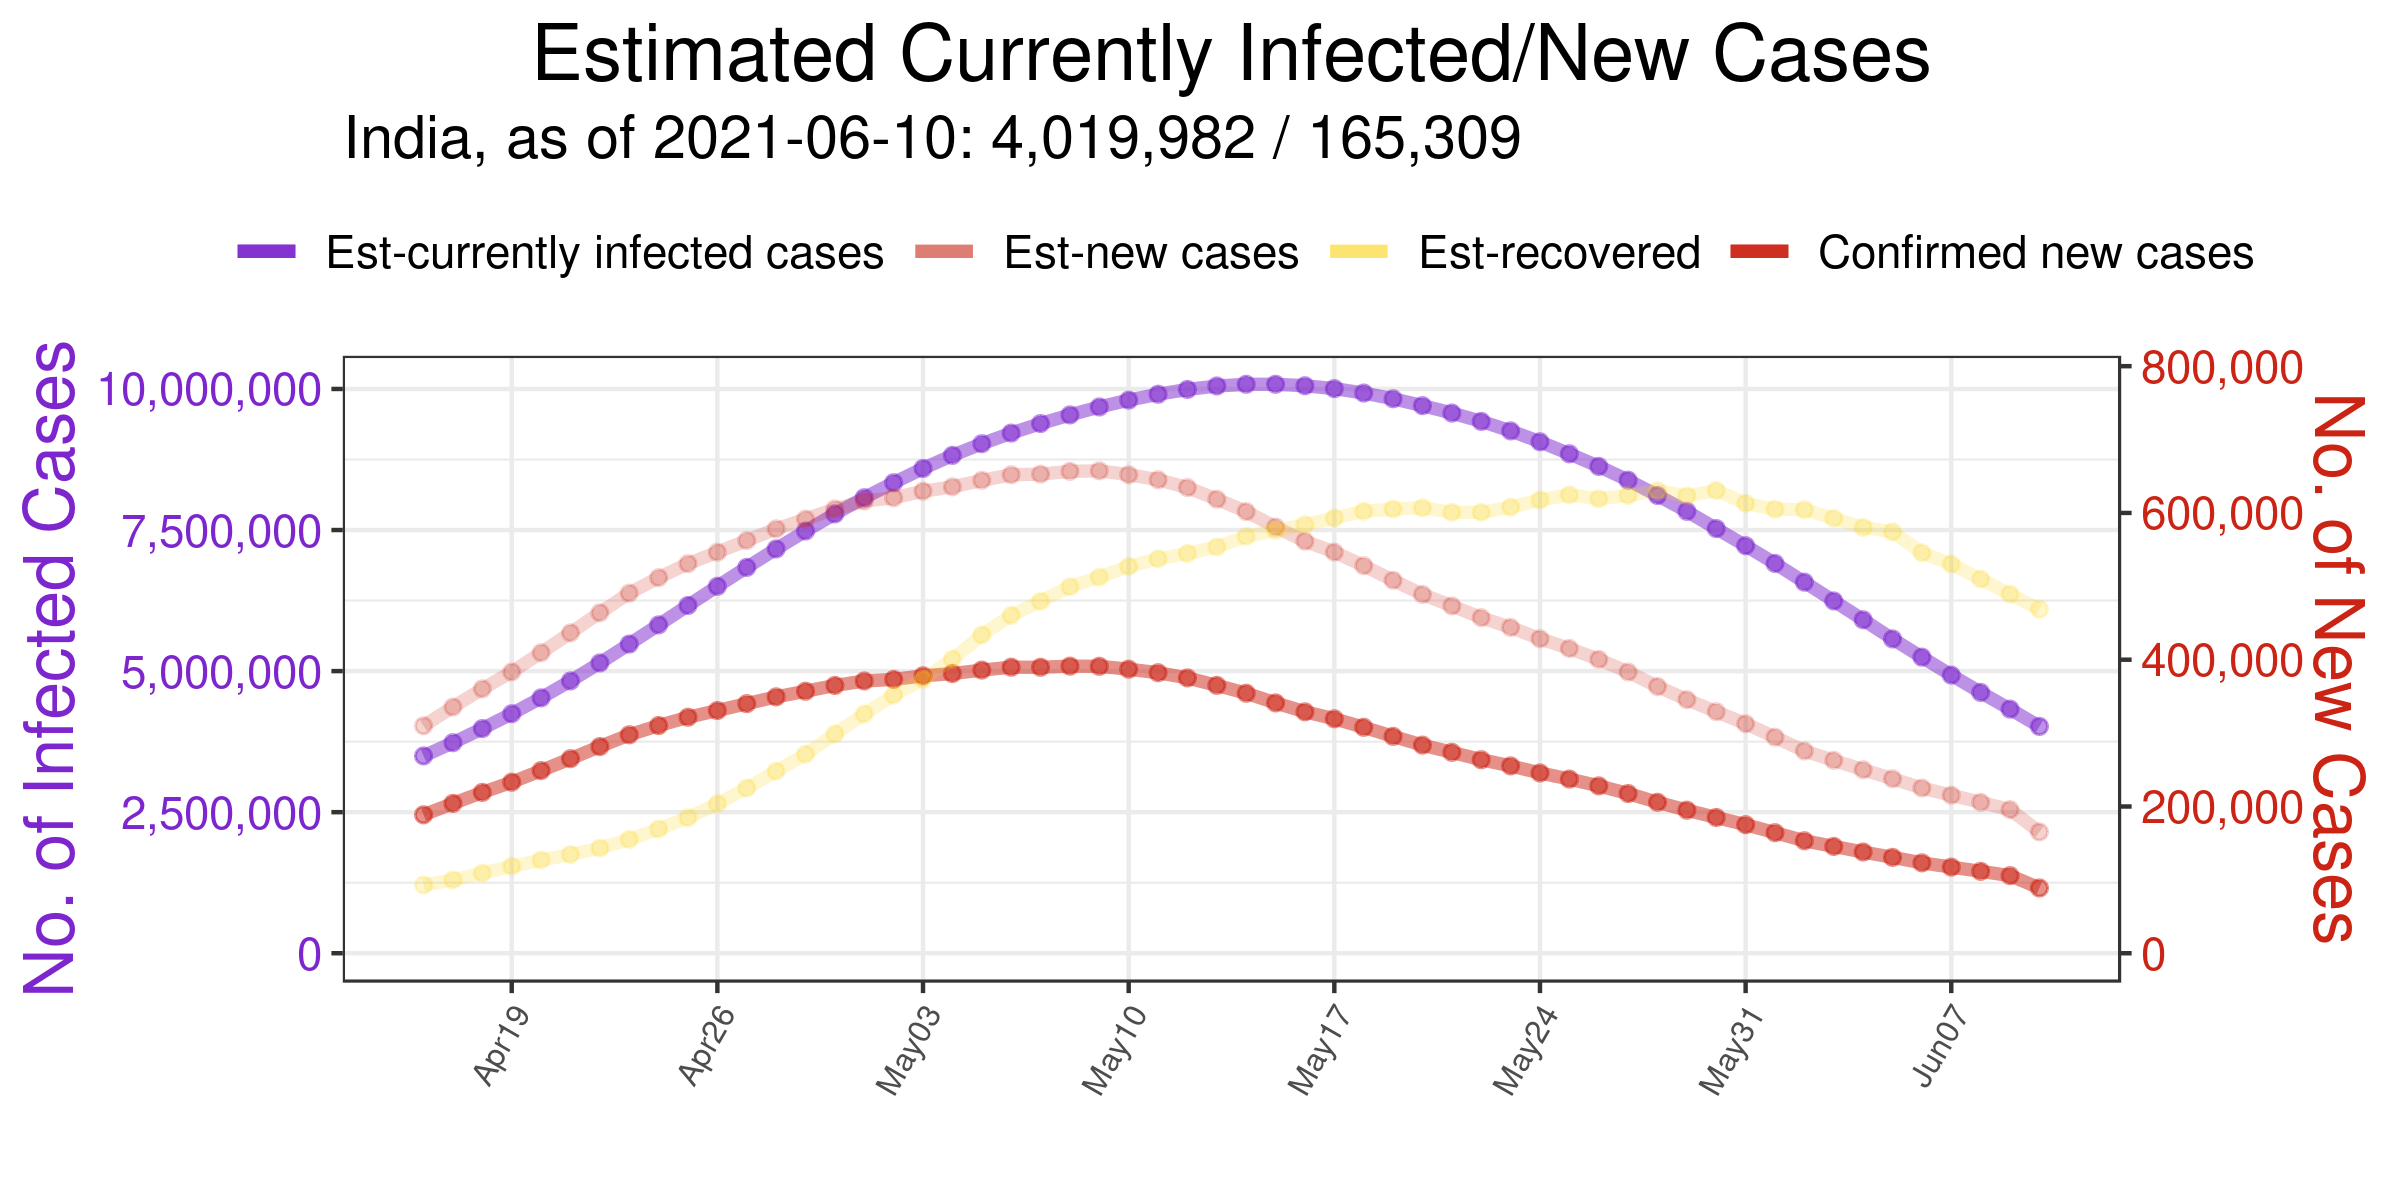 Estimated Currently Infected/New Cases
India, as of 2021-06-10: 4,019,982 / 165,309
Est-currently infected cases Est-new cases Est-recovered Confirmed new cases
No. of Infected Cases
10,000,000
7,500,000
5,000,000
2,500,000
0
800,000
600,000
400,000
200,000
0
No. of New Cases
Apr19 Apr26 May03 May10 May17 May24 May31 Jun07